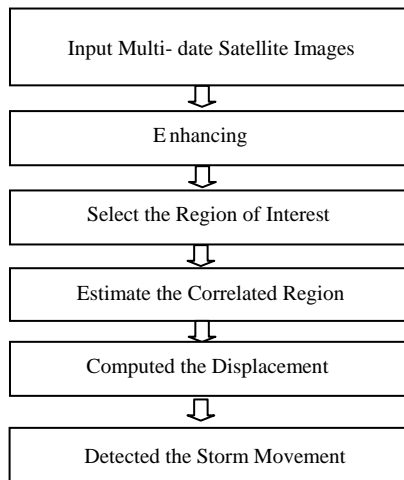 Input Multi- date Satellite Images
Enhancing
Select the Region of Interest
Estimate the Correlated Region
Computed the Displacement
Detected the Storm Movement